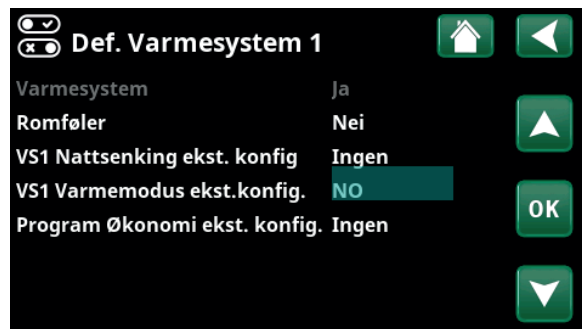 Def. Varmesystem 1
Varmesystem Ja
Romføler Nei
VS1 Nattsenking ekst. konfig Ingen
VS1 Varmemodus ekst.konfig. NO
Program Økonomi ekst. konfig. Ingen
OK